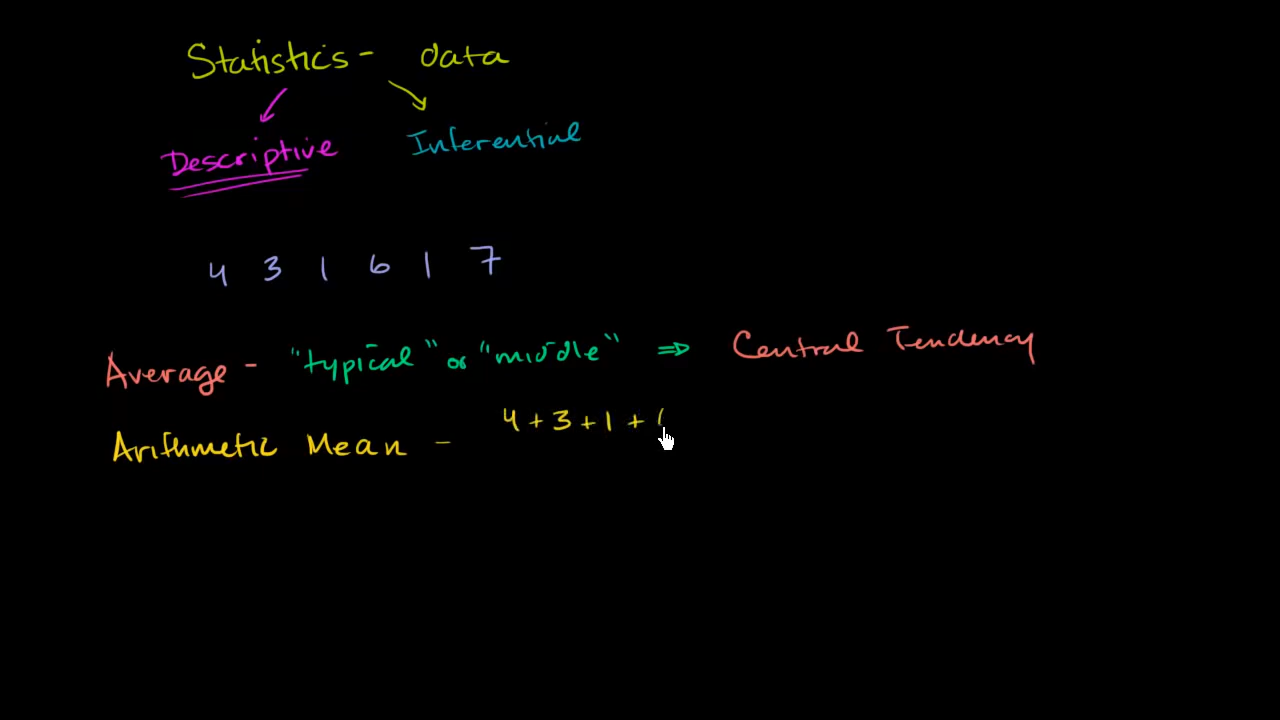 Statistics - data
Descriptive Inferential
4 3 1 6 1 7
Average - "typical" or "middle" ⇒ Central Tendency
4 + 3 + 1 +
Arithmetic Mean -